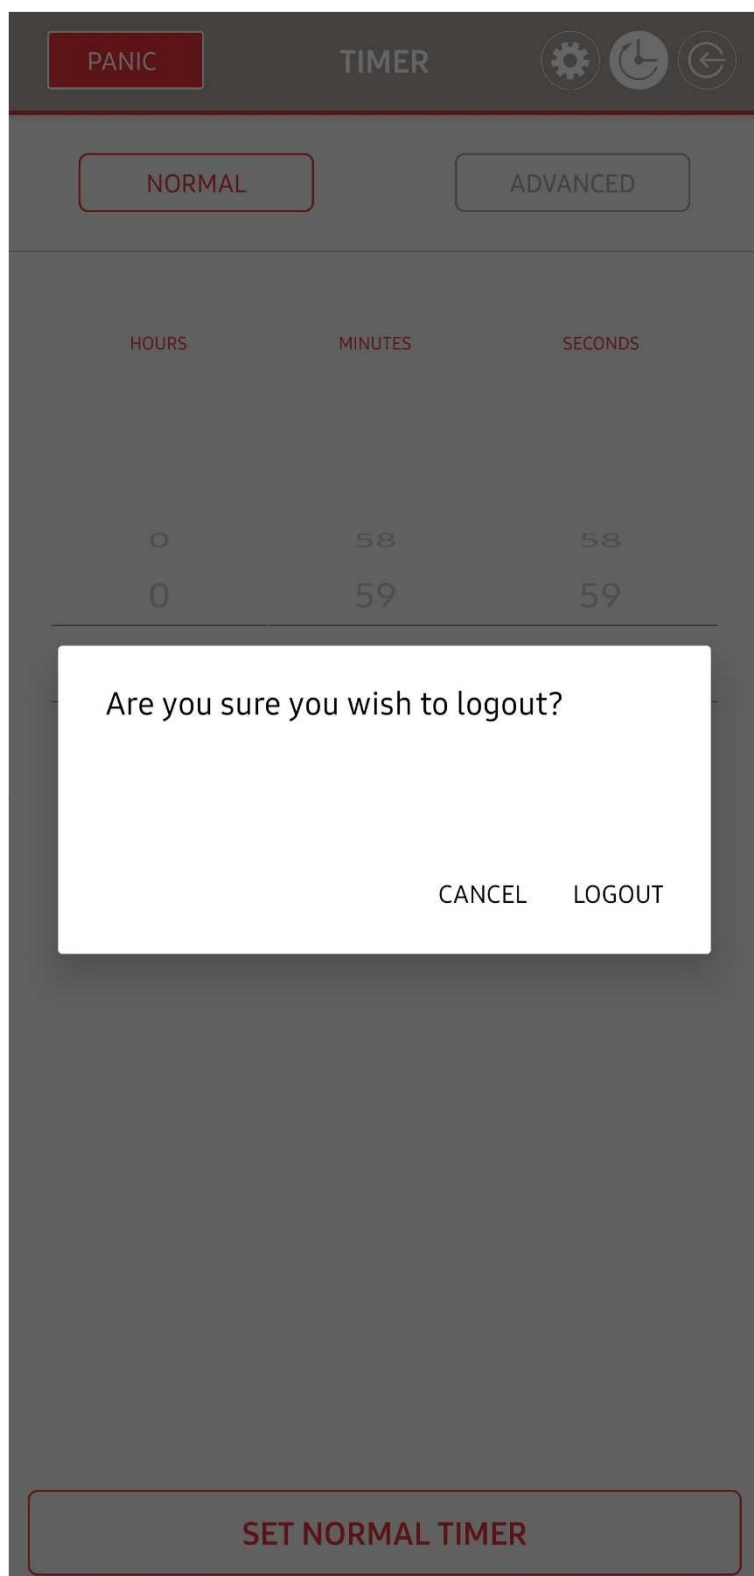 PANIC TIMER
NORMAL ADVANCED
HOURS MINUTES SECONDS
0 58 58
0 59 59
Are you sure you wish to logout?
CANCEL LOGOUT
SET NORMAL TIMER